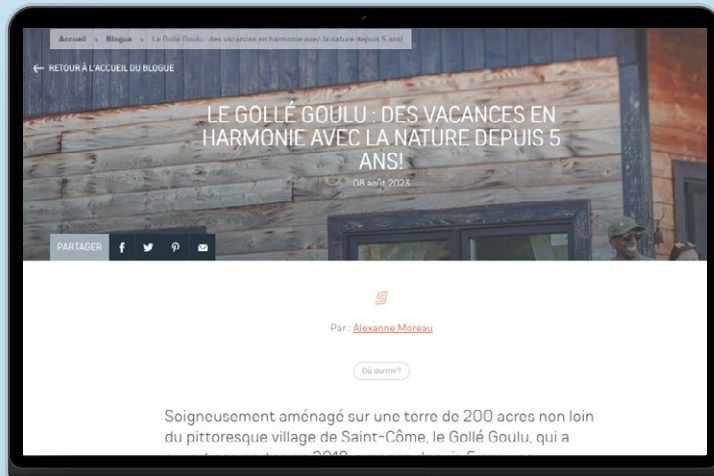 Accueil > Blogue > Le Gollé Goulu : des vacances en harmonie avec la nature depuis 5 ans!
← RETOUR À L'ACCUEIL DU BLOGUE
LE GOLLÉ GOULU : DES VACANCES EN
HARMONIE AVEC LA NATURE DEPUIS 5
ANS!
08 août 2023
PARTAGER
Par : Alexanne Moreau
Où dormir?
Soigneusement aménagé sur une terre de 200 acres non loin
du pittoresque village de Saint-Côme, le Gollé Goulu, qui a